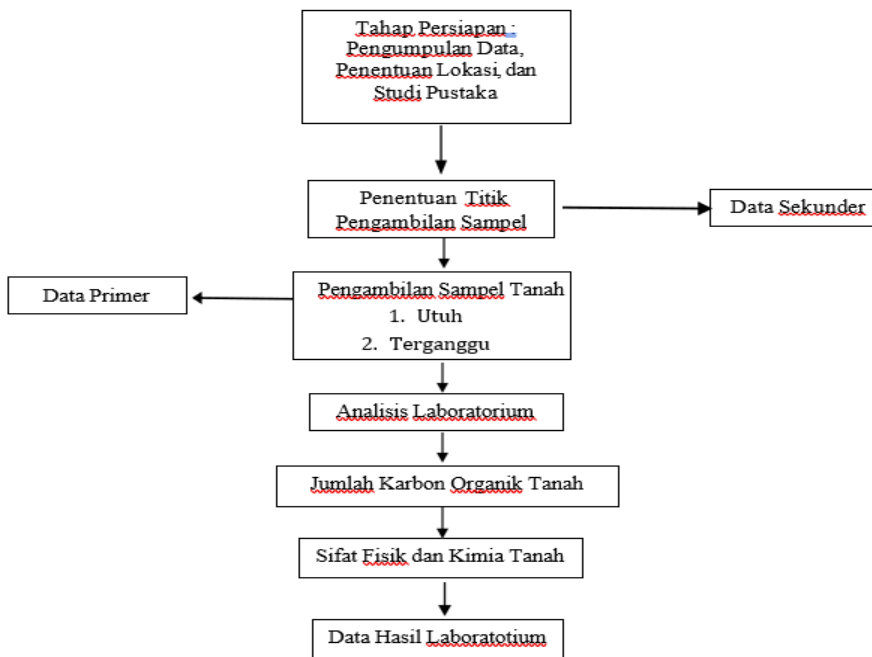 Tahap Persiapan :
Pengumpulan Data,
Penentuan Lokasi, dan
Studi Pustaka
Penentuan Titik
Pengambilan Sampel
Data Sekunder
Data Primer
Pengambilan Sampel Tanah
1. Utuh
2. Terganggu
Analisis Laboratorium
Jumlah Karbon Organik Tanah
Sifat Fisik dan Kimia Tanah
Data Hasil Laboratotium